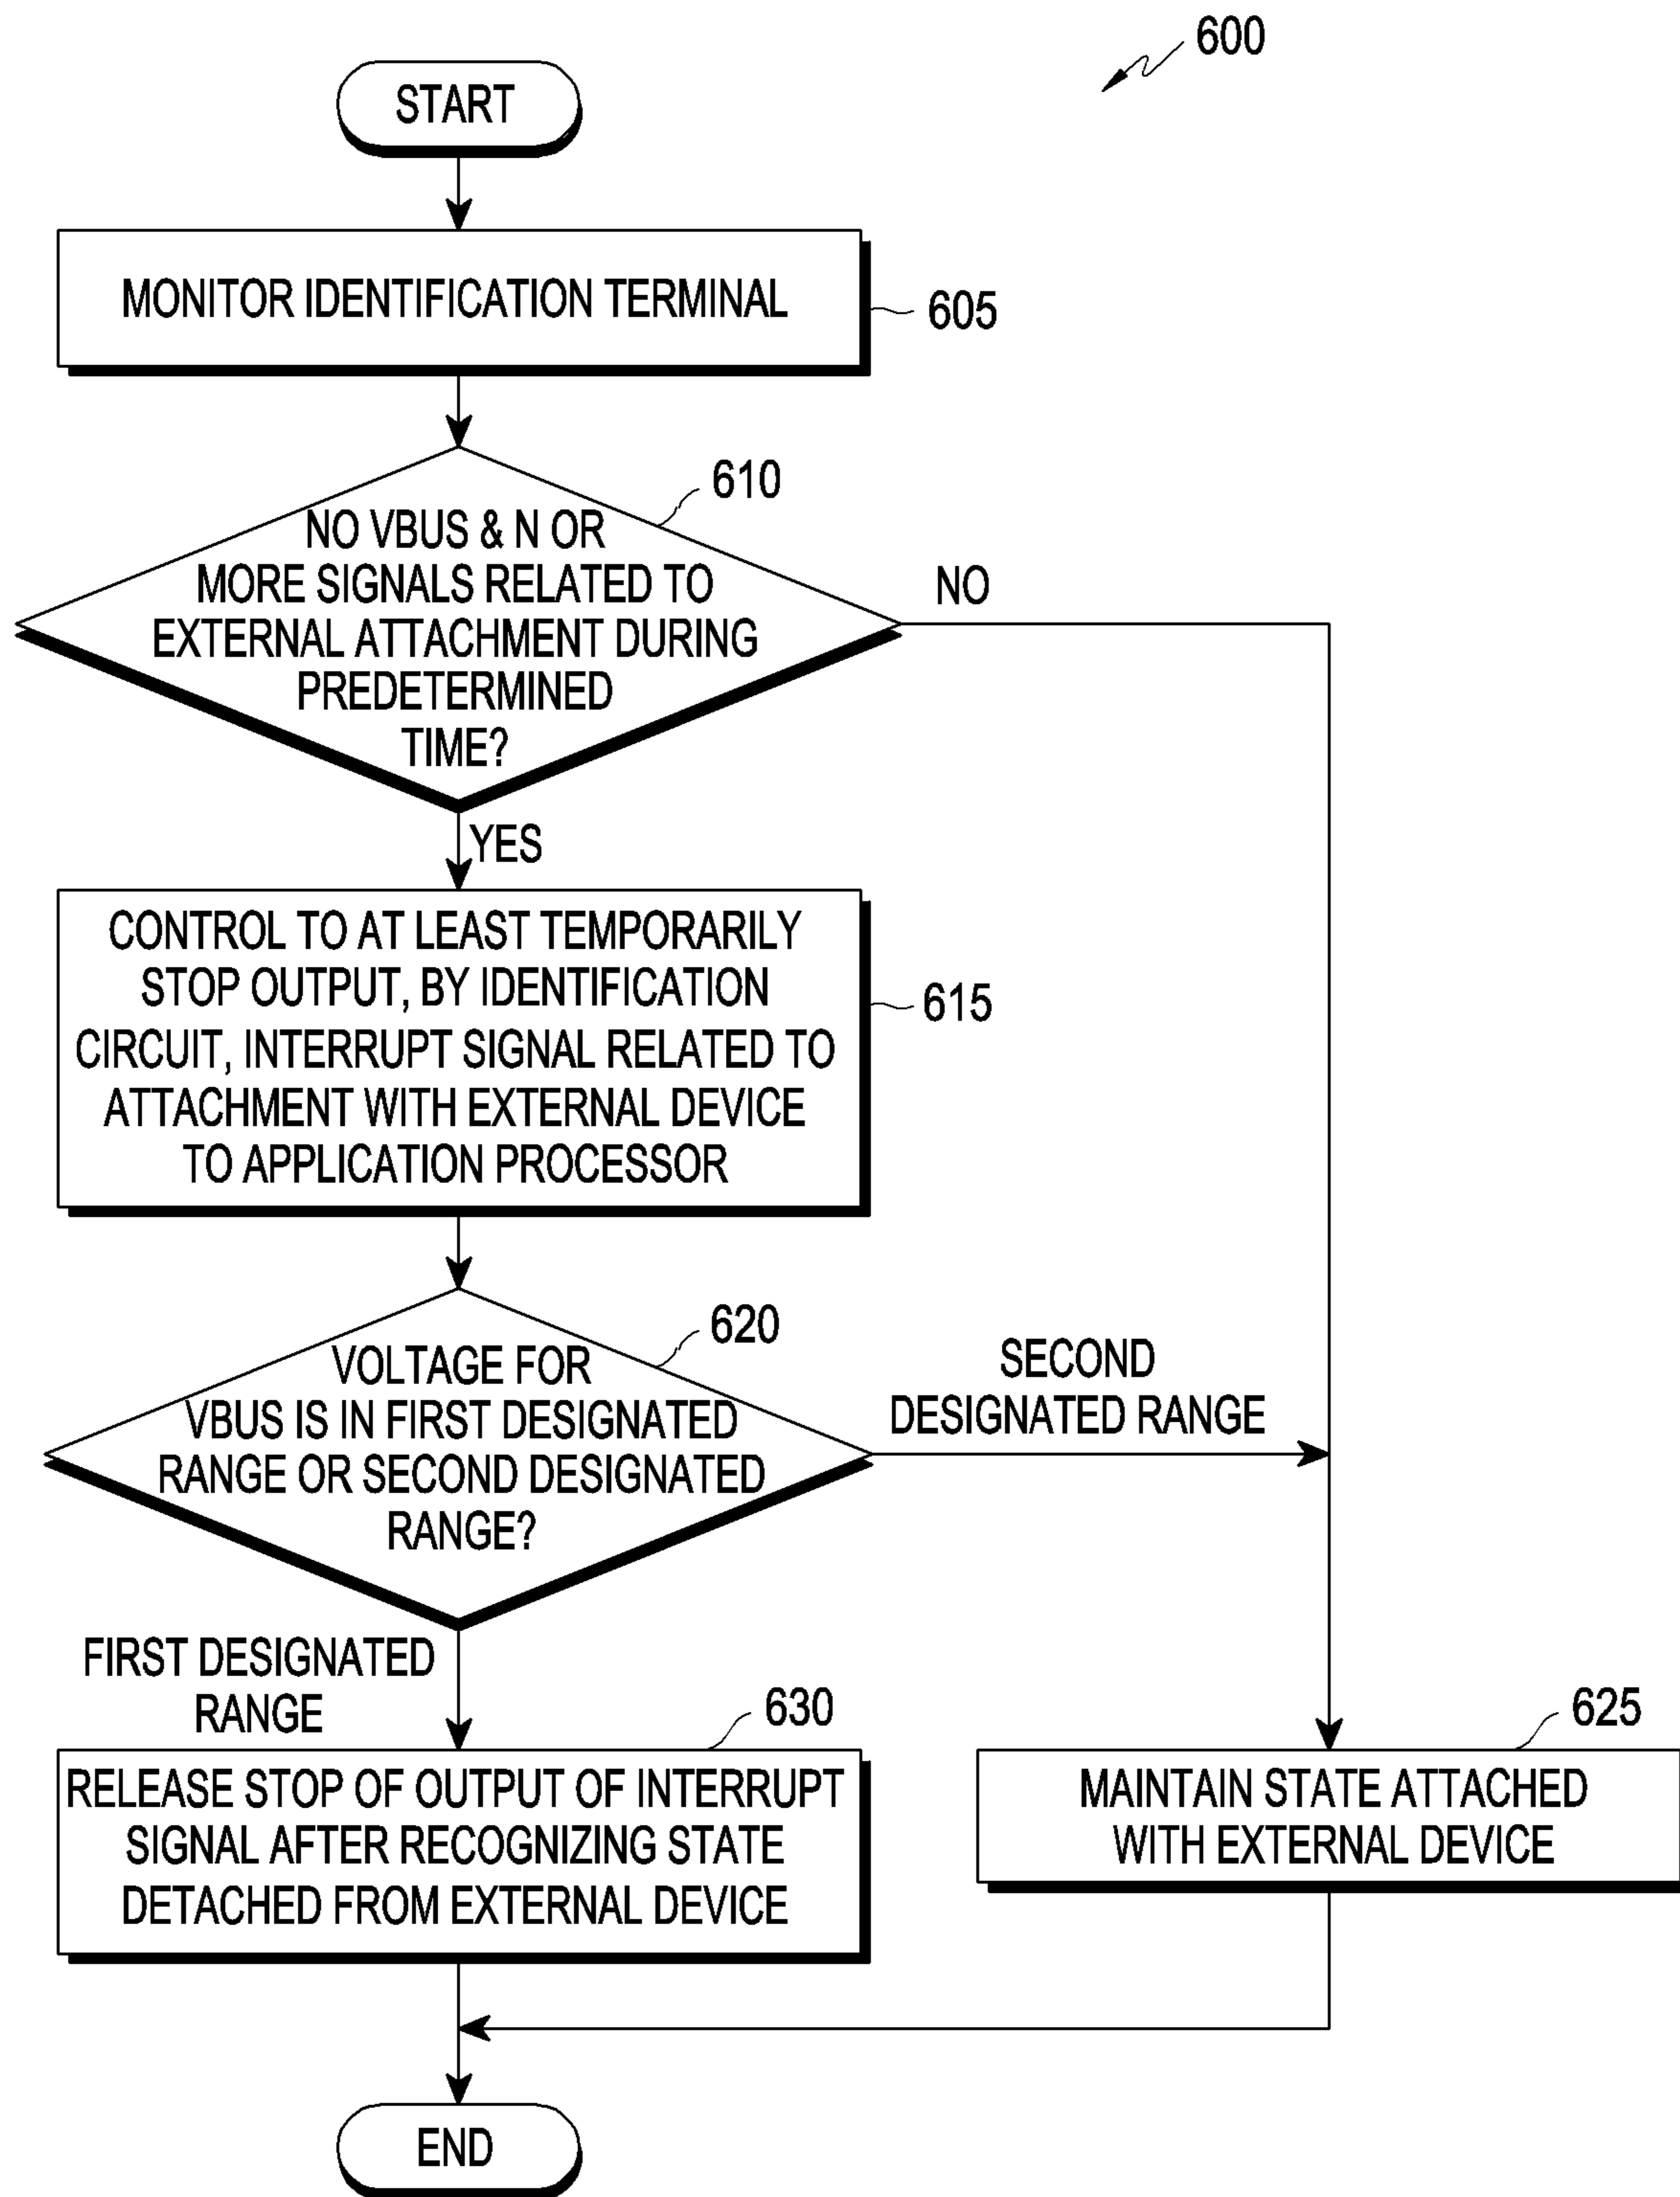 600
START
MONITOR IDENTIFICATION TERMINAL
605
610
NO VBUS & N OR
MORE SIGNALS RELATED TO
EXTERNAL ATTACHMENT DURING
PREDETERMINED
TIME?
NO
YES
CONTROL TO AT LEAST TEMPORARILY
STOP OUTPUT, BY IDENTIFICATION
CIRCUIT, INTERRUPT SIGNAL RELATED TO
ATTACHMENT WITH EXTERNAL DEVICE
TO APPLICATION PROCESSOR
615
620
VOLTAGE FOR
VBUS IS IN FIRST DESIGNATED
RANGE OR SECOND DESIGNATED
RANGE?
SECOND
DESIGNATED RANGE
FIRST DESIGNATED
RANGE
630
RELEASE STOP OF OUTPUT OF INTERRUPT
SIGNAL AFTER RECOGNIZING STATE
DETACHED FROM EXTERNAL DEVICE
625
MAINTAIN STATE ATTACHED
WITH EXTERNAL DEVICE
END